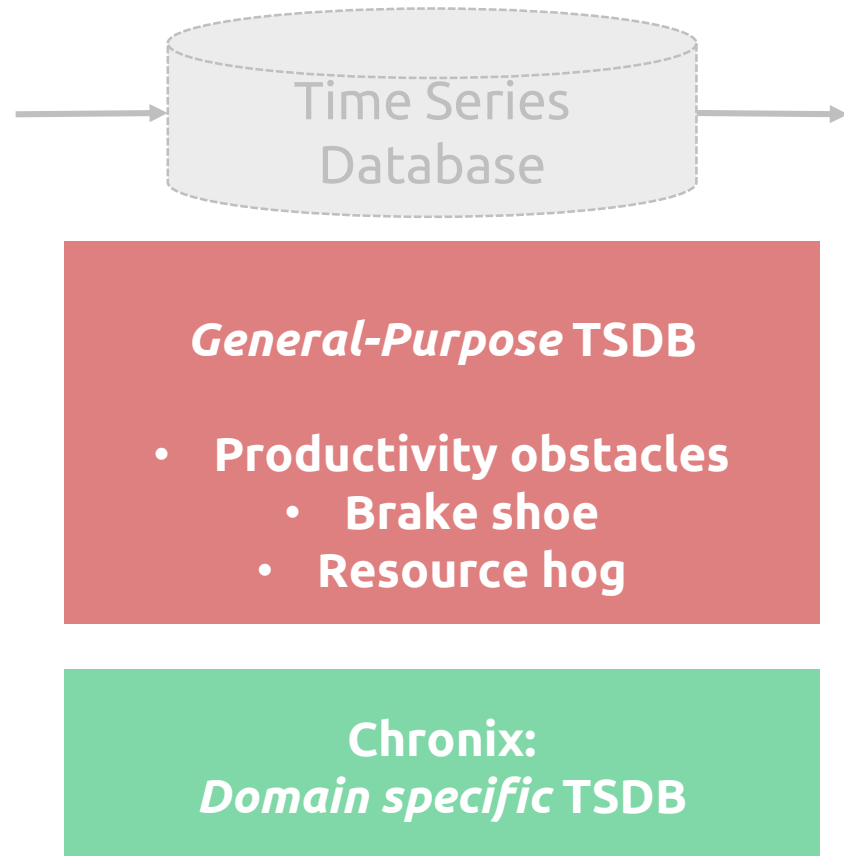 Time Series
Database
General-Purpose TSDB
• Productivity obstacles
• Brake shoe
• Resource hog
Chronix:
Domain specific TSDB